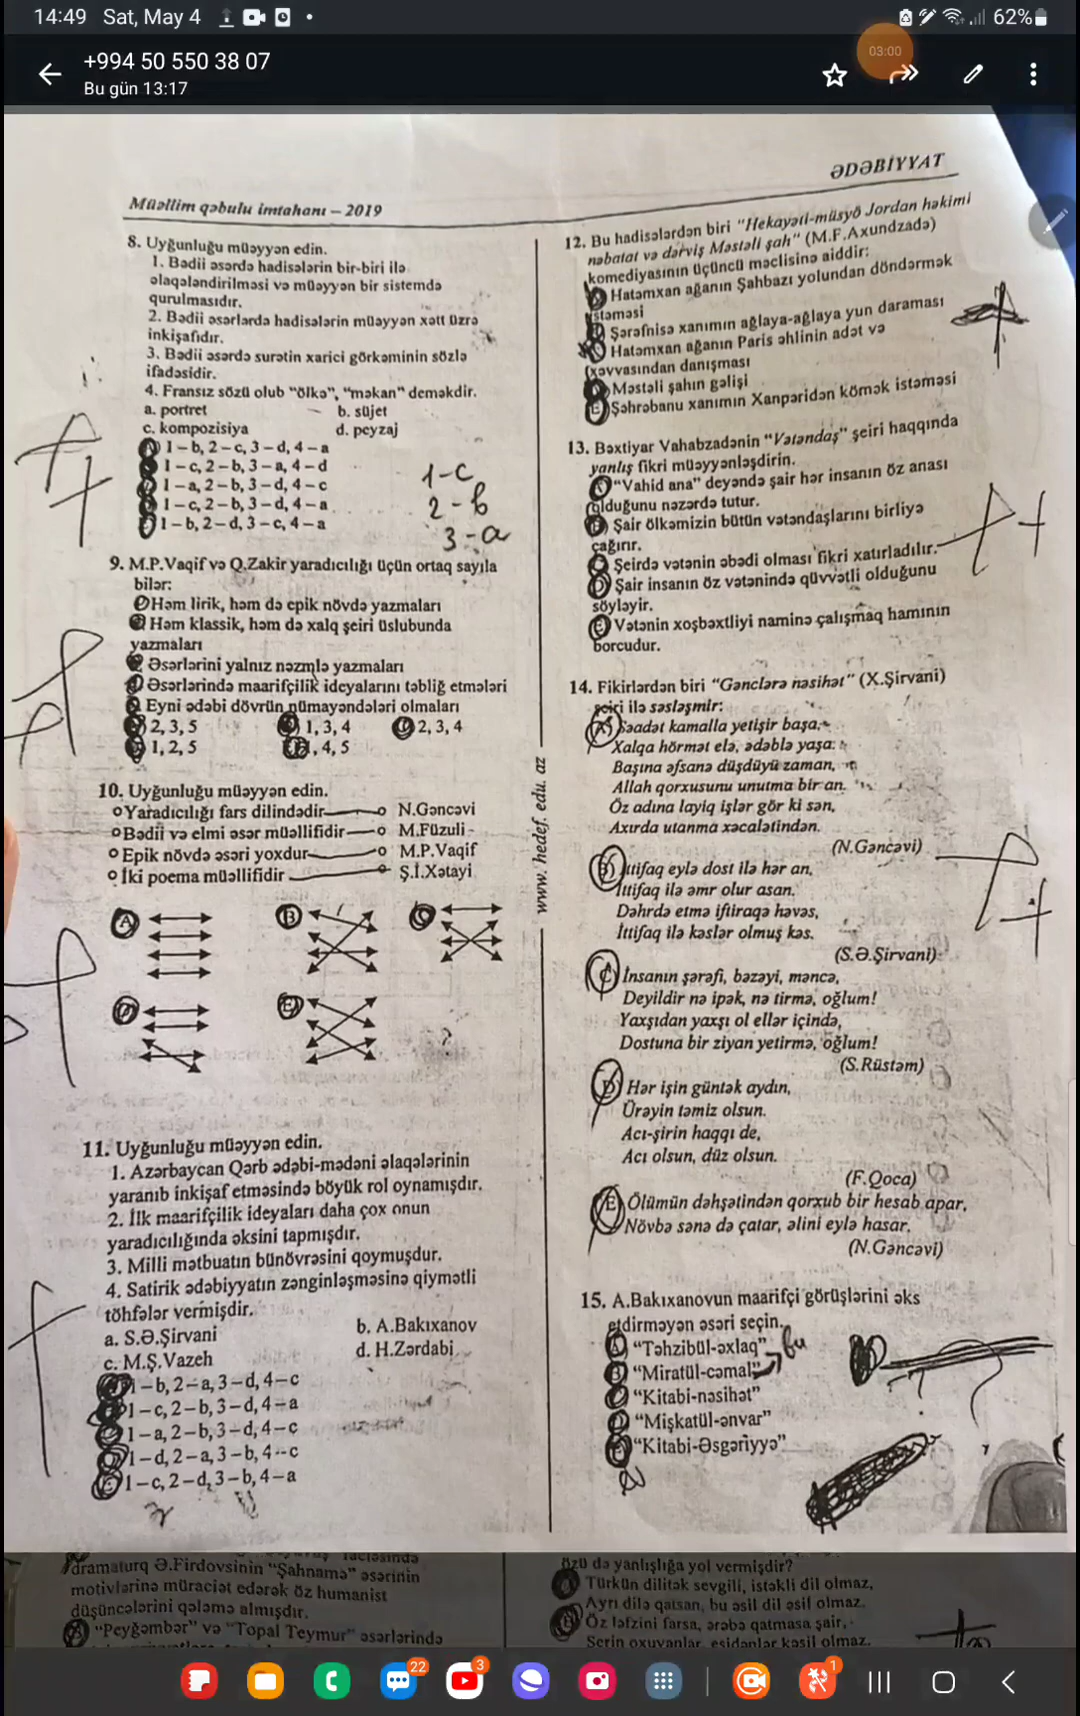 14:49 Sat, May 4
62%
03:00
+994 50 550 38 07
Bu gün 13:17
ƏDƏBİYYAT
Müəllim qəbulu imtahanı – 2019
8. Uyğunluğu müəyyən edin.
1. Bədii əsərdə hadisələrin bir-biri ilə
əlaqələndirilməsi və müəyyən bir sistemdə
qurulmasıdır.
2. Bədii əsərlərdə hadisələrin müəyyən xətt üzrə
inkişafıdır.
3. Bədii əsərdə surətin xarici görkəminin sözlə
ifadəsidir.
4. Fransız sözü olub “ölkə”, “məkan” deməkdir.
a. portret b. süjet
c. kompozisiya d. peyzaj
A) 1 – b, 2 – c, 3 – d, 4 – a
1 – c, 2 – b, 3 – a, 4 – d
1 – a, 2 – b, 3 – d, 4 – c
1 – c, 2 – b, 3 – d, 4 – a
1 – b, 2 – d, 3 – c, 4 – a
1-c
2-b
3-a
9. M.P.Vaqif və Q.Zakir yaradıcılığı üçün ortaq sayıla
bilər:
Həm lirik, həm də epik növdə yazmaları
Həm klassik, həm də xalq şeiri üslubunda
yazmaları
Əsərlərini yalnız nəzmlə yazmaları
Əsərlərində maarifçilik ideyalarını təbliğ etmələri
Eyni ədəbi dövrün nümayəndələri olmaları
2, 3, 5 1, 3, 4 2, 3, 4
1, 2, 5 1, 4, 5
10. Uyğunluğu müəyyən edin.
Yaradıcılığı fars dilindədir N.Gəncəvi
Bədii və elmi əsər müəllifidir M.Füzuli
Epik növdə əsəri yoxdur M.P.Vaqif
İki poema müəllifidir Ş.İ.Xətayi
A B C
D E
11. Uyğunluğu müəyyən edin.
1. Azərbaycan Qərb ədəbi-mədəni əlaqələrinin
yaranıb inkişaf etməsində böyük rol oynamışdır.
2. İlk maarifçilik ideyaları daha çox onun
yaradıcılığında əksini tapmışdır.
3. Milli mətbuatın bünövrəsini qoymuşdur.
4. Satirik ədəbiyyatın zənginləşməsinə qiymətli
töhfələr vermişdir.
a. S.Ə.Şirvani b. A.Bakıxanov
c. M.Ş.Vazeh d. H.Zərdabi
1 – b, 2 – a, 3 – d, 4 – c
1 – c, 2 – b, 3 – d, 4 – a
1 – a, 2 – b, 3 – d, 4 – c
1 – d, 2 – a, 3 – b, 4 – c
1 – c, 2 – d, 3 – b, 4 – a
www. hedef. edu. az
12. Bu hadisələrdən biri “Hekayəti-müsyö Jordan həkimi
nəbatat və dərviş Məstəli şah” (M.F.Axundzadə)
komediyasının üçüncü məclisinə aiddir:
Hatəmxan ağanın Şahbazı yolundan döndərmək
istəməsi
Şərəfnisə xanımın ağlaya-ağlaya yun daraması
Hatəmxan ağanın Paris əhlinin adət və
xəvvasından danışması
Məstəli şahın gəlişi
E) Şəhrəbanu xanımın Xanpəridən kömək istəməsi
13. Bəxtiyar Vahabzadənin “Vətəndaş” şeiri haqqında
yanlış fikri müəyyənləşdirin.
“Vahid ana” deyəndə şair hər insanın öz anası
olduğunu nəzərdə tutur.
Şair ölkəmizin bütün vətəndaşlarını birliyə
çağırır.
Şeirdə vətənin əbədi olması fikri xatırladılır.
D) Şair insanın öz vətənində qüvvətli olduğunu
söyləyir.
E) Vətənin xoşbəxtliyi naminə çalışmaq hamının
borcudur.
14. Fikirlərdən biri “Gənclərə nəsihət” (X.Şirvani)
şeiri ilə səsləşmir:
A) Səadət kamalla yetişir başa,
Xalqa hörmət elə, ədəblə yaşa.
Başına əfsanə düşdüyü zaman,
Allah qorxusunu unutma bir an.
Öz adına layiq işlər gör ki sən,
Axırda utanma xəcalətindən.
(N.Gəncəvi)
B) İttifaq eylə dost ilə hər an,
İttifaq ilə əmr olur asan.
Dəhrdə etmə iftiraqə həvəs,
İttifaq ilə kəslər olmuş kəs.
(S.Ə.Şirvani)
C) İnsanın şərəfi, bəzəyi, məncə,
Deyildir nə ipək, nə tirmə, oğlum!
Yaxşıdan yaxşı ol ellər içində,
Dostuna bir ziyan yetirmə, oğlum!
(S.Rüstəm)
D) Hər işin güntək aydın,
Ürəyin təmiz olsun.
Acı-şirin haqqı de,
Acı olsun, düz olsun.
(F.Qoca)
E) Ölümün dəhşətindən qorxub bir hesab apar,
Növbə sənə də çatar, əlini eylə hasar.
(N.Gəncəvi)
15. A.Bakıxanovun maarifçi görüşlərini əks
etdirməyən əsəri seçin.
A) “Təhzibül-əxlaq”
bu
B) “Miratül-cəmal”
“Kitabi-nəsihət”
D) “Mişkatül-ənvar”
“Kitabi-Əsgəriyyə”
dramaturq Ə.Firdovsinin “Şahnamə” əsərinin
motivlərinə müraciət edərək öz humanist
düşüncələrini qələmə almışdır.
“Peyğəmbər” və “Topal Teymur” əsərlərində
özü də yanlışlığa yol vermişdir?
Türkün dilitək sevgili, istəkli dil olmaz,
Ayrı dilə qatsan, bu əsil dil əsil olmaz.
Öz ləfzini farsa, ərəbə qatmasa şair,
Şerin oxuyanlar, eşidənlər kəsil olmaz.
22
3
1